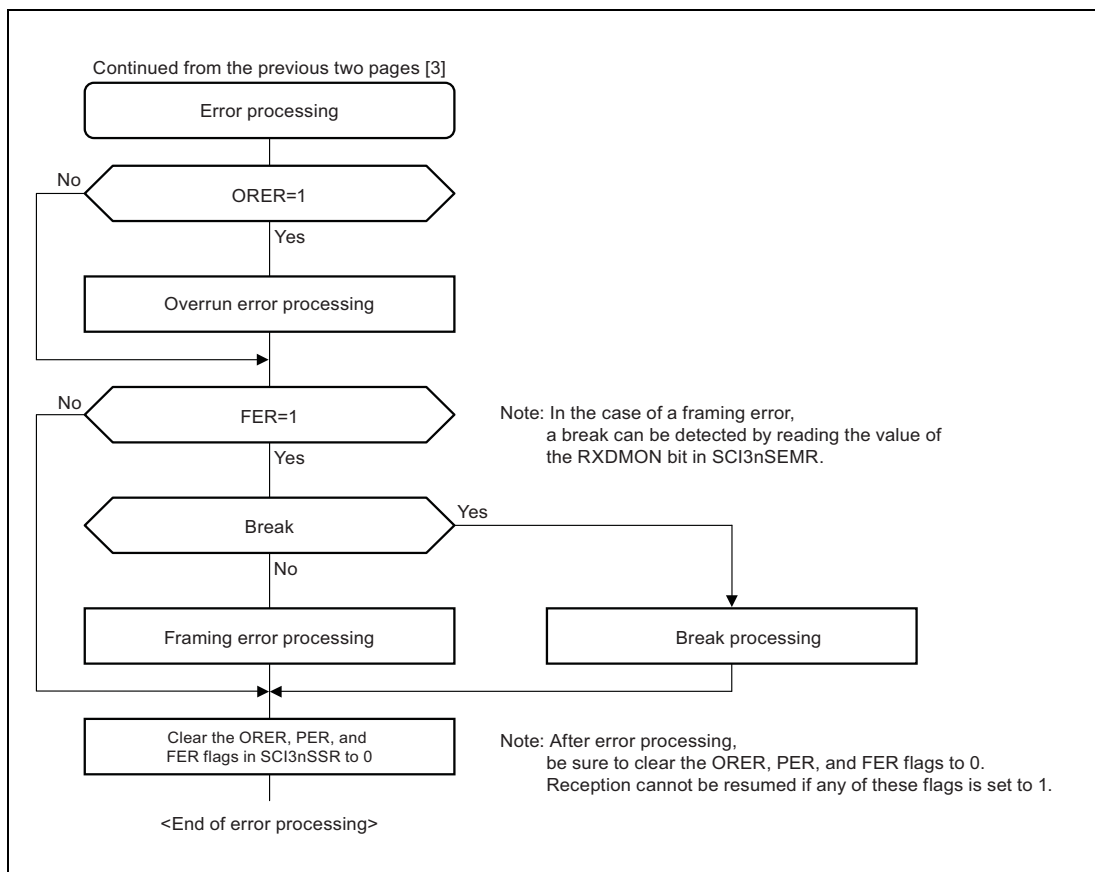 Continued from the previous two pages [3]
Error processing
No
ORER=1
Yes
Overrun error processing
No
FER=1
Note: In the case of a framing error,
a break can be detected by reading the value of
the RXDMON bit in SCI3nSEMR.
Yes
Break
Yes
No
Framing error processing
Break processing
Clear the ORER, PER, and
FER flags in SCI3nSSR to 0
Note: After error processing,
be sure to clear the ORER, PER, and FER flags to 0.
Reception cannot be resumed if any of these flags is set to 1.
<End of error processing>